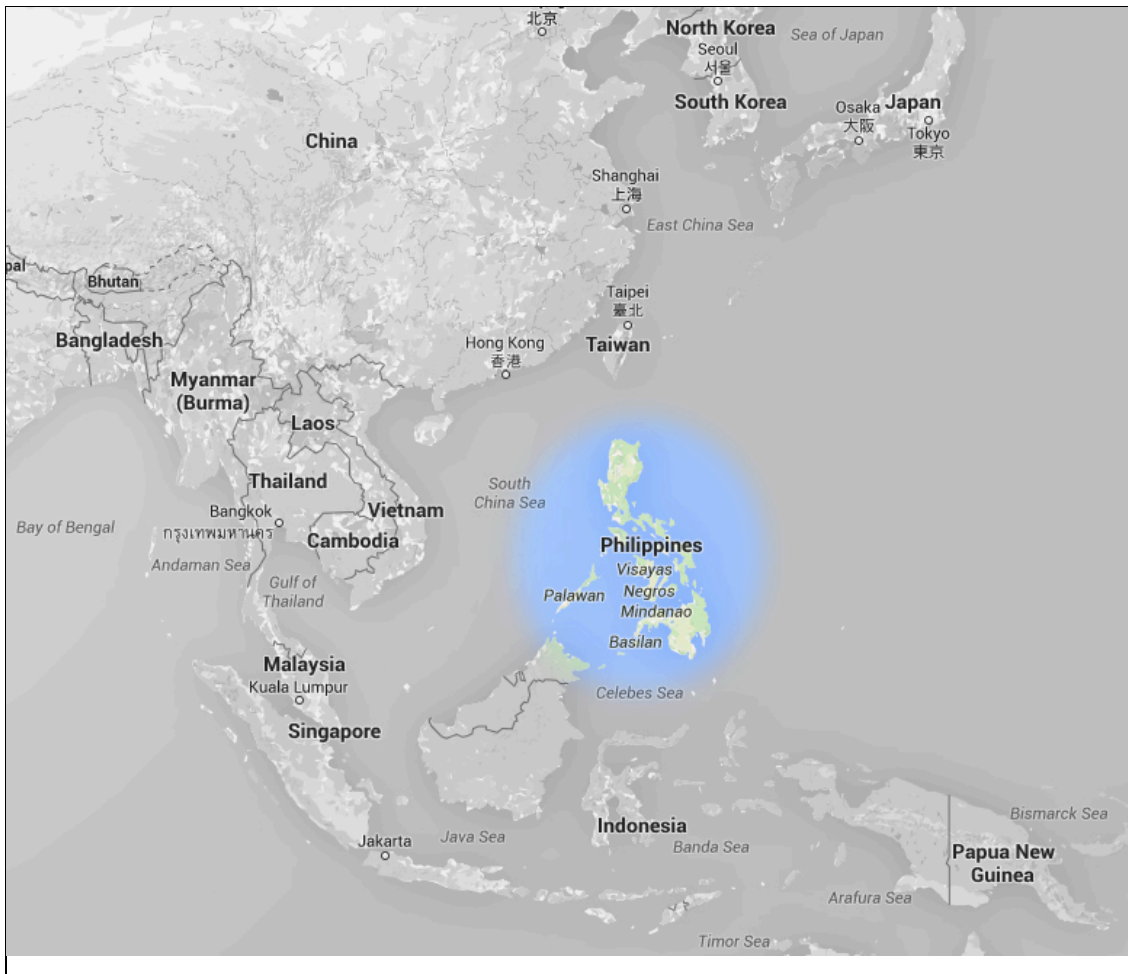 北京
North Korea
Sea of Japan
Seoul
서울
South Korea
Osaka
大阪
Japan
Tokyo
東京
China
Shanghai
上海
East China Sea
pal
Bhutan
Taipei
臺北
Bangladesh
Hong Kong
香港
Taiwan
Myanmar
(Burma)
Laos
Thailand
South
China Sea
Bangkok
กรุงเทพมหานคร
Vietnam
Bay of Bengal
Cambodia
Philippines
Andaman Sea
Gulf of
Thailand
Visayas
Negros
Palawan
Mindanao
Basilan
Malaysia
Kuala Lumpur
Celebes Sea
Singapore
Indonesia
Bismarck Sea
Java Sea
Jakarta
Banda Sea
Papua New
Guinea
Arafura Sea
Timor Sea